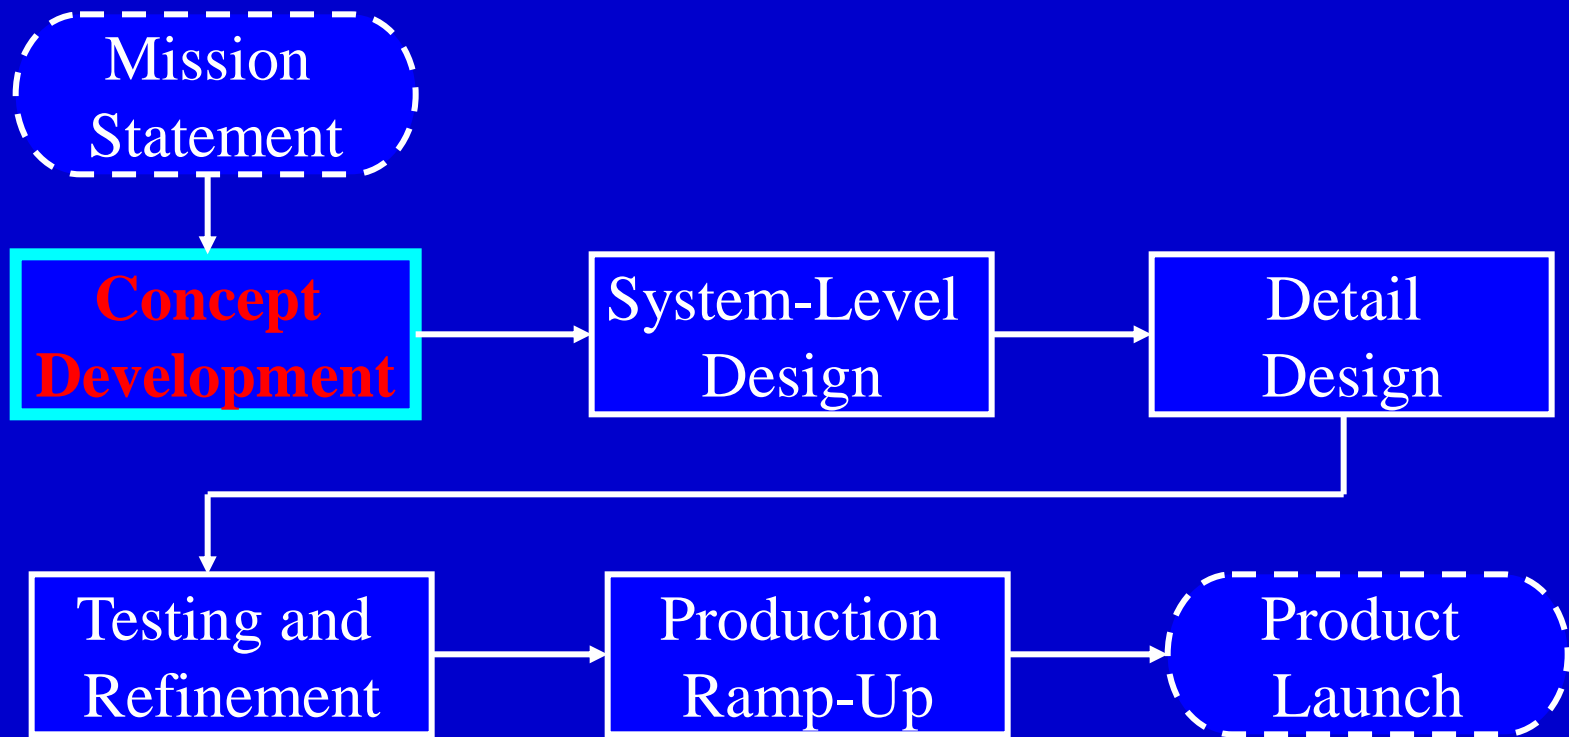 Mission
Statement
Concept
Development
System-Level
Design
Detail
Design
Testing and
Refinement
Production
Ramp-Up
Product
Launch